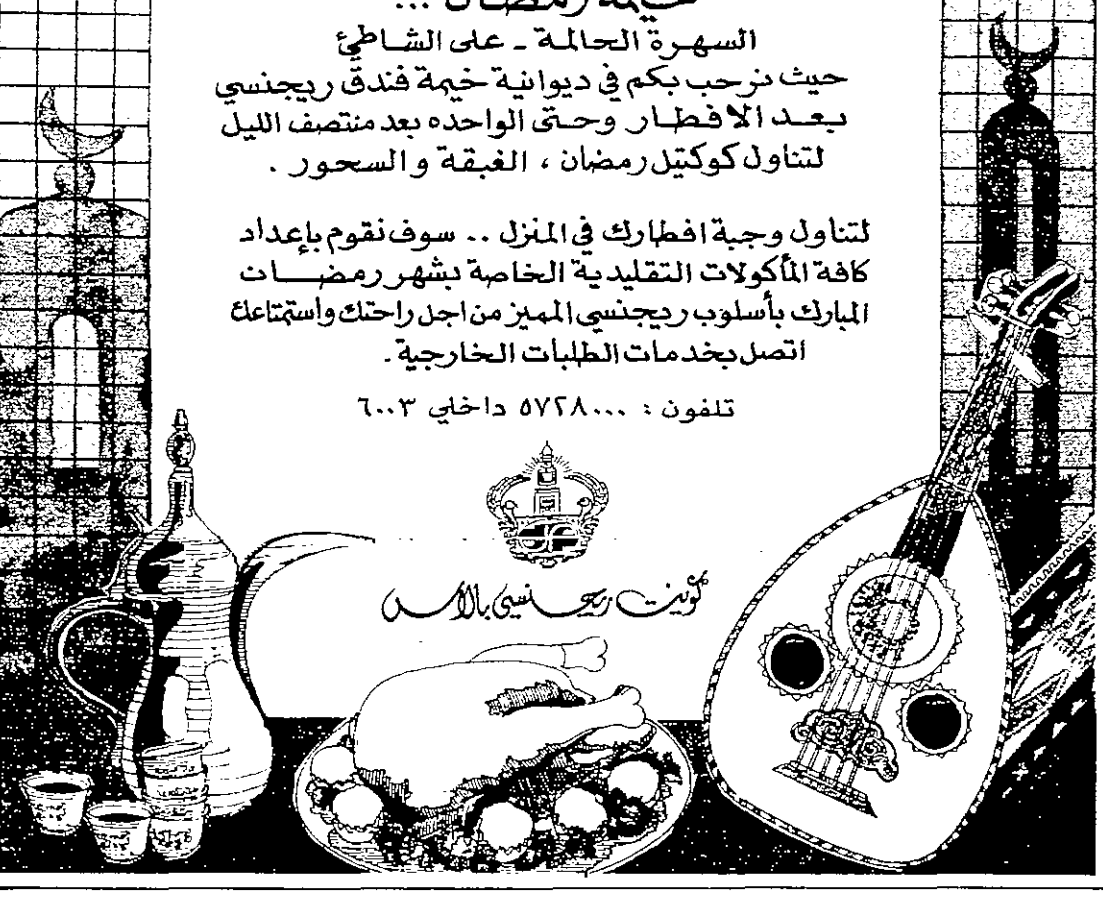 خيمة رمضان ...
السهرة الحالمة - على الشاطئ
حيث نرحب بكم في ديوانية خيمة فندق ريجنسي
بعد الافطار وحتى الواحده بعد منتصف الليل
لتناول كوكتيل رمضان ، الغبقة والسحور .
لتناول وجبة افطارك في المنزل .. سوف نقوم بإعداد
كافة المأكولات التقليدية الخاصة بشهر رمضان
المبارك بأسلوب ريجنسي المميز من اجل راحتك واستمتاعك
اتصل بخدمات الطلبات الخارجية .
تلفون : ٥٧٢٨٠٠٠ داخلي ٦٠٠٣
كويت ريجنسي بالاس